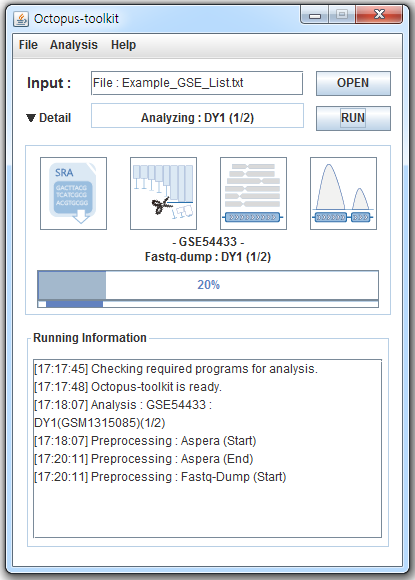 Octopus-toolkit
File Analysis Help
Input : File : Example_GSE_List.txt OPEN
▼ Detail Analyzing : DY1 (1/2) RUN
SRA
GACTTACG
TCATCGCG
ACGTGCGG
- GSE54433 -
Fastq-dump : DY1 (1/2)
20%
Running Information
[17:17:45] Checking required programs for analysis.
[17:17:48] Octopus-toolkit is ready.
[17:18:07] Analysis : GSE54433 :
DY1(GSM1315085)(1/2)
[17:18:07] Preprocessing : Aspera (Start)
[17:20:11] Preprocessing : Aspera (End)
[17:20:11] Preprocessing : Fastq-Dump (Start)